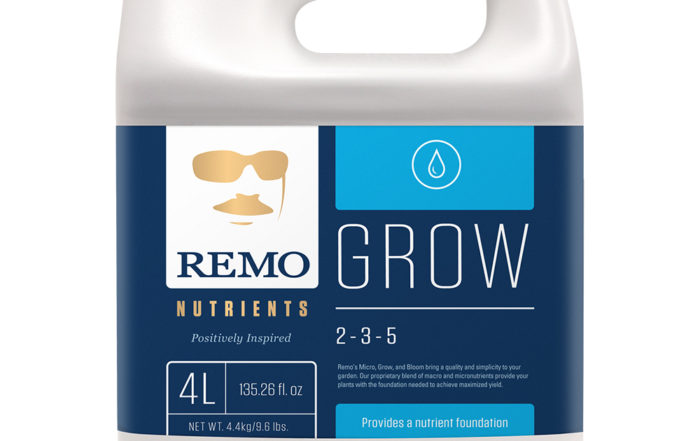 REMO
NUTRIENTS
Positively Inspired
4L
135.26 fl. oz
NET WT. 4.4kg/9.6 lbs.
GROW
2-3-5
Remo's Micro, Grow, and Bloom bring a quality and simplicity to your
garden. Our proprietary blend of macro and micronutrients provide your
plants with the foundation needed to achieve maximized yield.
Provides a nutrient foundation